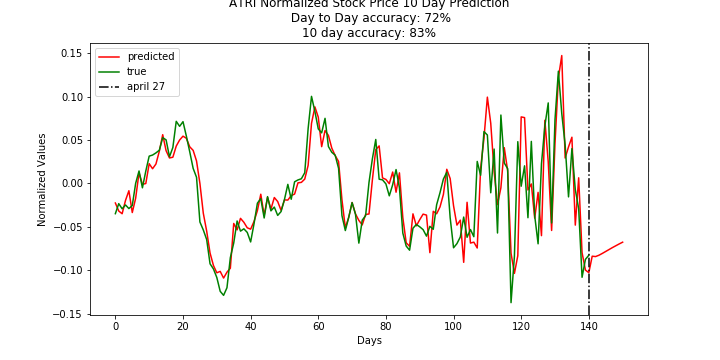 ATRI Normalized Stock Price 10 Day Prediction
Day to Day accuracy: 72%
10 day accuracy: 83%
predicted
true
april 27
Normalized Values
0.15
0.10
0.05
0.00
−0.05
−0.10
−0.15
0 20 40 60 80 100 120 140
Days